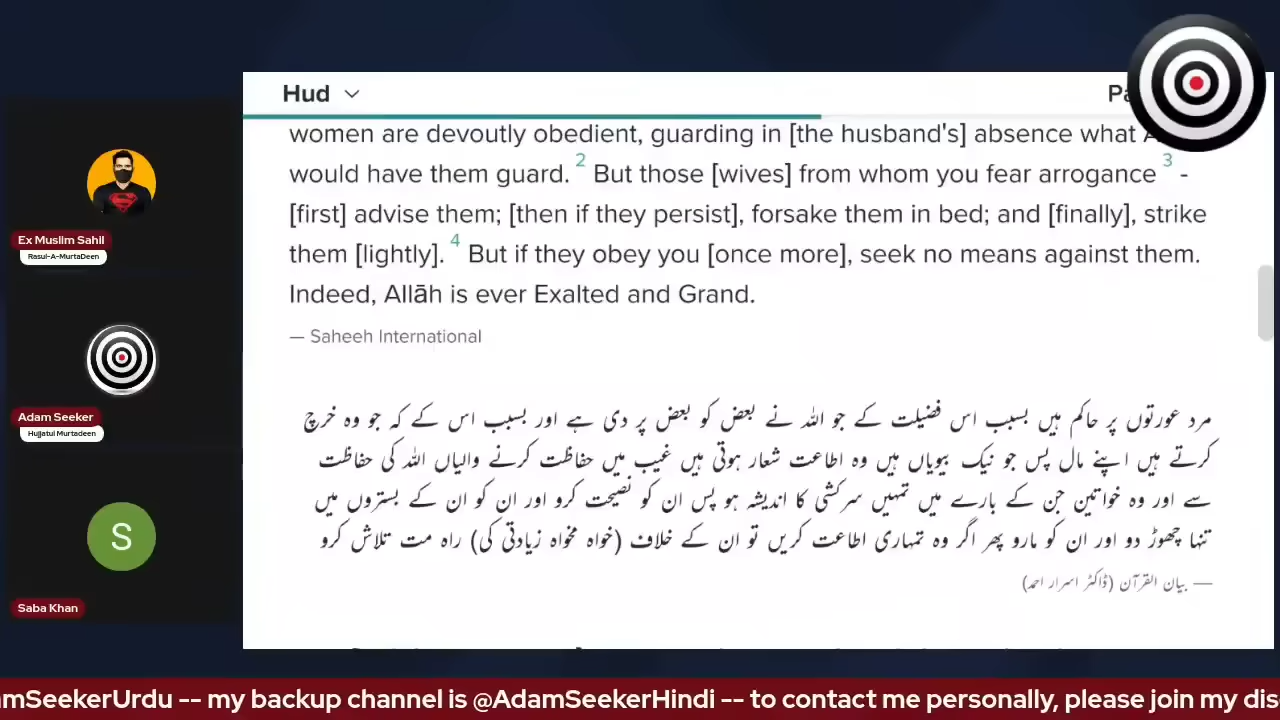 Hud
Pa
women are devoutly obedient, guarding in [the husband's] absence what A
would have them guard. 2 But those [wives] from whom you fear arrogance 3 -
[first] advise them; [then if they persist], forsake them in bed; and [finally], strike
them [lightly]. 4 But if they obey you [once more], seek no means against them.
Indeed, Allāh is ever Exalted and Grand.
— Saheeh International
مرد عورتوں پر حاکم ہیں بسبب اس فضیلت کے جو اللہ نے بعض کو بعض پر دی ہے اور بسبب اس کے کہ جو وہ خرچ
کرتے ہیں اپنے مال پس جو نیک بیویاں ہیں وہ اطاعت شعار ہوتی ہیں غیب میں حفاظت کرنے والیاں اللہ کی حفاظت
سے اور وہ خواتین جن کے بارے میں تمہیں سرکشی کا اندیشہ ہو پس ان کو نصیحت کرو اور ان کو ان کے بستروں میں
تنہا چھوڑ دو اور ان کو مارو پھر اگر وہ تمہاری اطاعت کریں تو ان کے خلاف (خواہ مخواہ زیادتی کی) راہ مت تلاش کرو
— بیان القرآن (ڈاکٹر اسرار احمد)
Ex Muslim Sahil
Rasul-A-MurtaDeen
Adam Seeker
Hujjatul Murtadeen
S
Saba Khan
amSeekerUrdu -- my backup channel is @AdamSeekerHindi -- to contact me personally, please join my dis